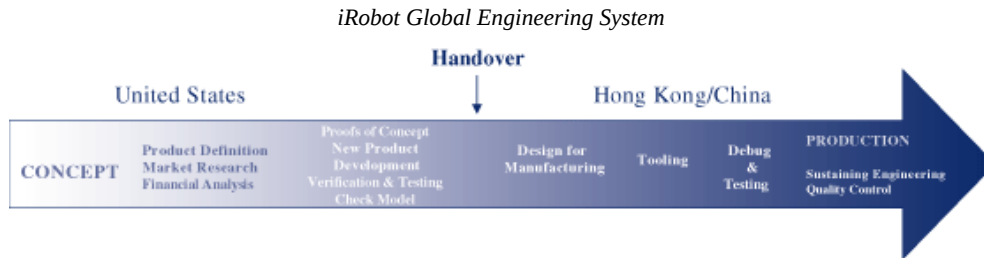 iRobot Global Engineering System
Handover
United States
Hong Kong/China
CONCEPT
Product Definition
Market Research
Financial Analysis
Proofs of Concept
New Product
Development
Verification & Testing
Check Model
Design for
Manufacturing
Tooling
Debug
&
Testing
PRODUCTION
Sustaining Engineering
Quality Control